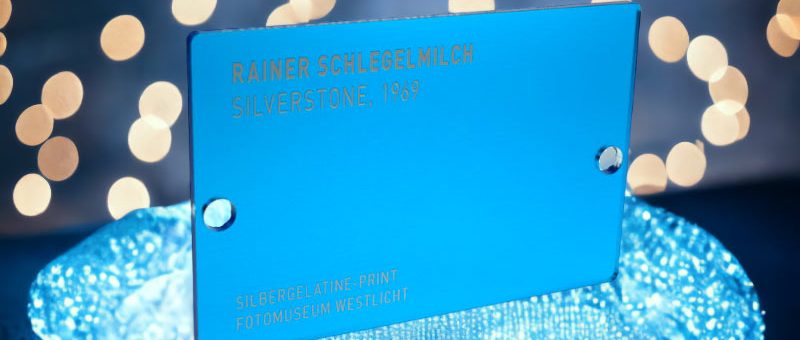 RAINER SCHLEGELMILCH
SILVERSTONE, 1969
SILBERGELATINE-PRINT
FOTOMUSEUM WESTLICHT